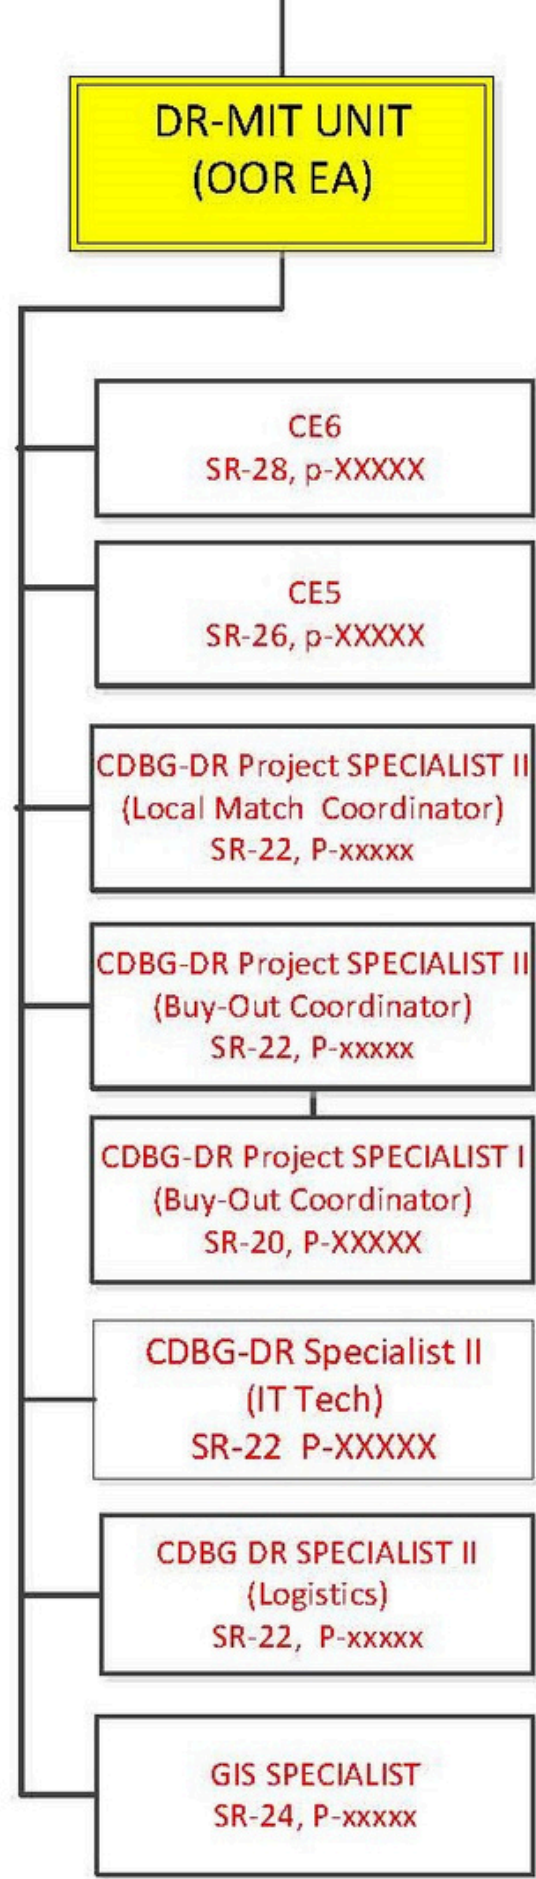 DR-MIT UNIT
(OOR EA)
CE6
SR-28, p-XXXXX
CE5
SR-26, p-XXXXX
CDBG-DR Project SPECIALIST II
(Local Match Coordinator)
SR-22, P-xxxxx
CDBG-DR Project SPECIALIST II
(Buy-Out Coordinator)
SR-22, P-xxxxx
CDBG-DR Project SPECIALIST I
(Buy-Out Coordinator)
SR-20, P-XXXXX
CDBG-DR Specialist II
(IT Tech)
SR-22 P-XXXXX
CDBG DR SPECIALIST II
(Logistics)
SR-22, P-xxxxx
GIS SPECIALIST
SR-24, P-xxxxx